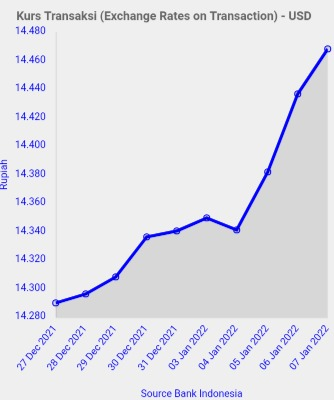 Kurs Transaksi (Exchange Rates on Transaction) - USD
14.480
14.460
14.440
14.420
14.400
14.380
14.360
14.340
14.320
14.300
14.280
Rupiah
27 Dec 2021
28 Dec 2021
29 Dec 2021
30 Dec 2021
31 Dec 2021
03 Jan 2022
04 Jan 2022
05 Jan 2022
06 Jan 2022
07 Jan 2022
Source Bank Indonesia